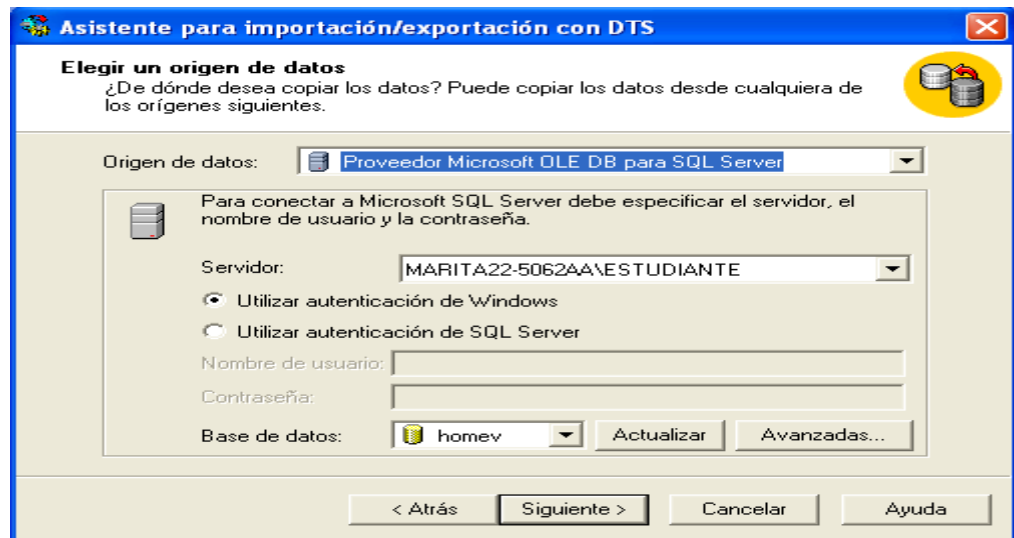 Asistente para importación/exportación con DTS
Elegir un origen de datos
¿De dónde desea copiar los datos? Puede copiar los datos desde cualquiera de
los orígenes siguientes.
Origen de datos: Proveedor Microsoft OLE DB para SQL Server
Para conectar a Microsoft SQL Server debe especificar el servidor, el
nombre de usuario y la contraseña.
Servidor: MARITA22-5062AA\ESTUDIANTE
Utilizar autenticación de Windows
Utilizar autenticación de SQL Server
Nombre de usuario:
Contraseña:
Base de datos: homev Actualizar Avanzadas...
< Atrás Siguiente > Cancelar Ayuda